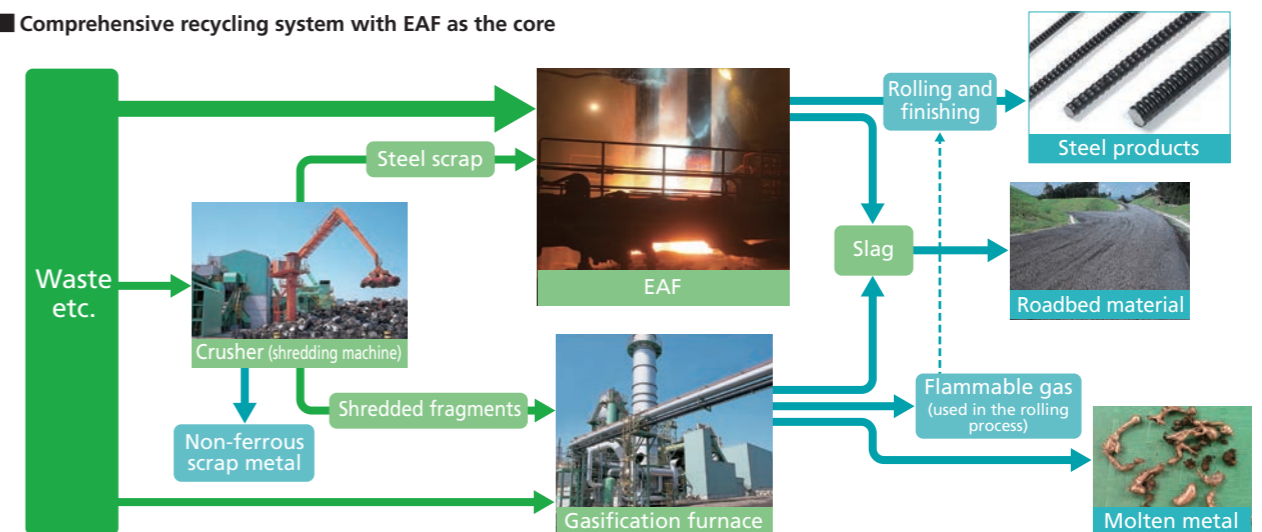 ■ Comprehensive recycling system with EAF as the core
Waste
etc.
Steel scrap
Crusher (shredding machine)
Non-ferrous
scrap metal
Shredded fragments
EAF
Gasification furnace
Rolling and
finishing
Slag
Flammable gas
(used in the rolling
process)
Steel products
Roadbed material
Molten metal